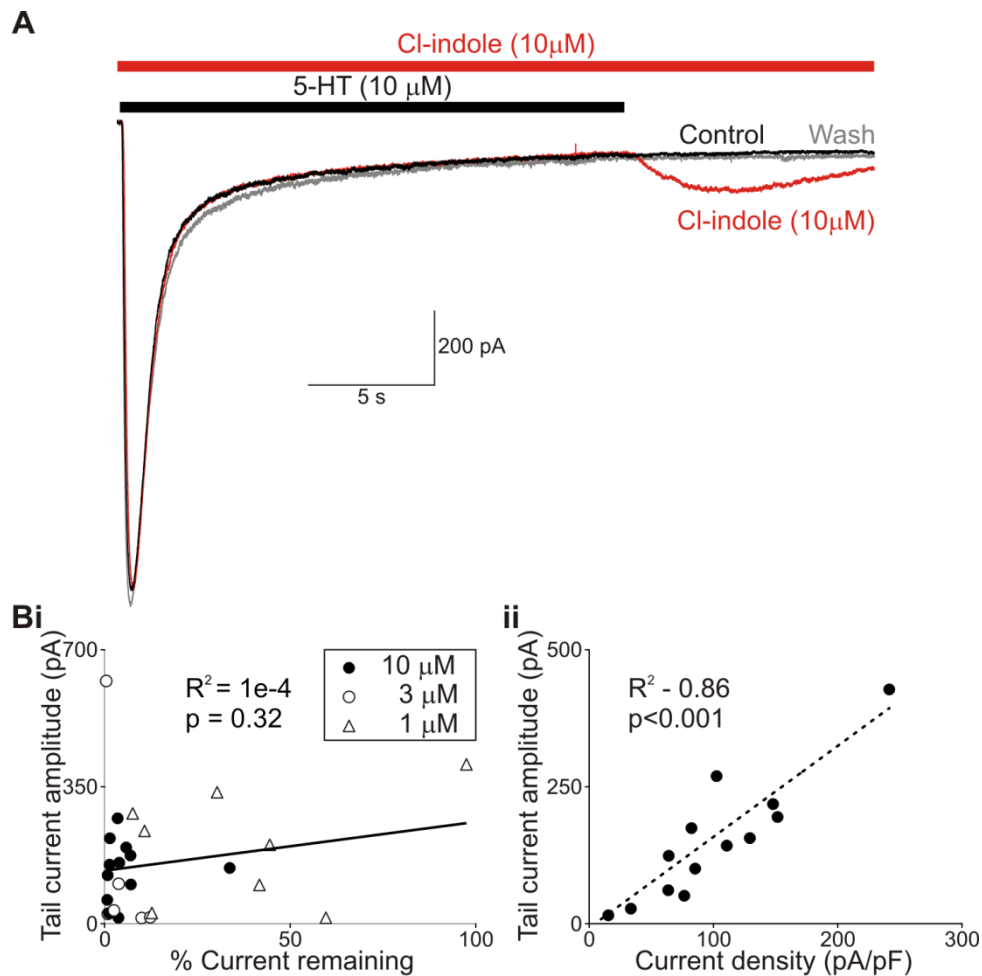 A
Cl-indole (10μM)
5-HT (10 μM)
Control Wash
Cl-indole (10μM)
200 pA
5 s
Bi
Tail current amplitude (pA)
700
350
0
R² = 1e-4
p = 0.32
10 μM
3 μM
1 μM
0 50 100
% Current remaining
ii
Tail current amplitude (pA)
500
250
0
R² - 0.86
p<0.001
0 100 200 300
Current density (pA/pF)